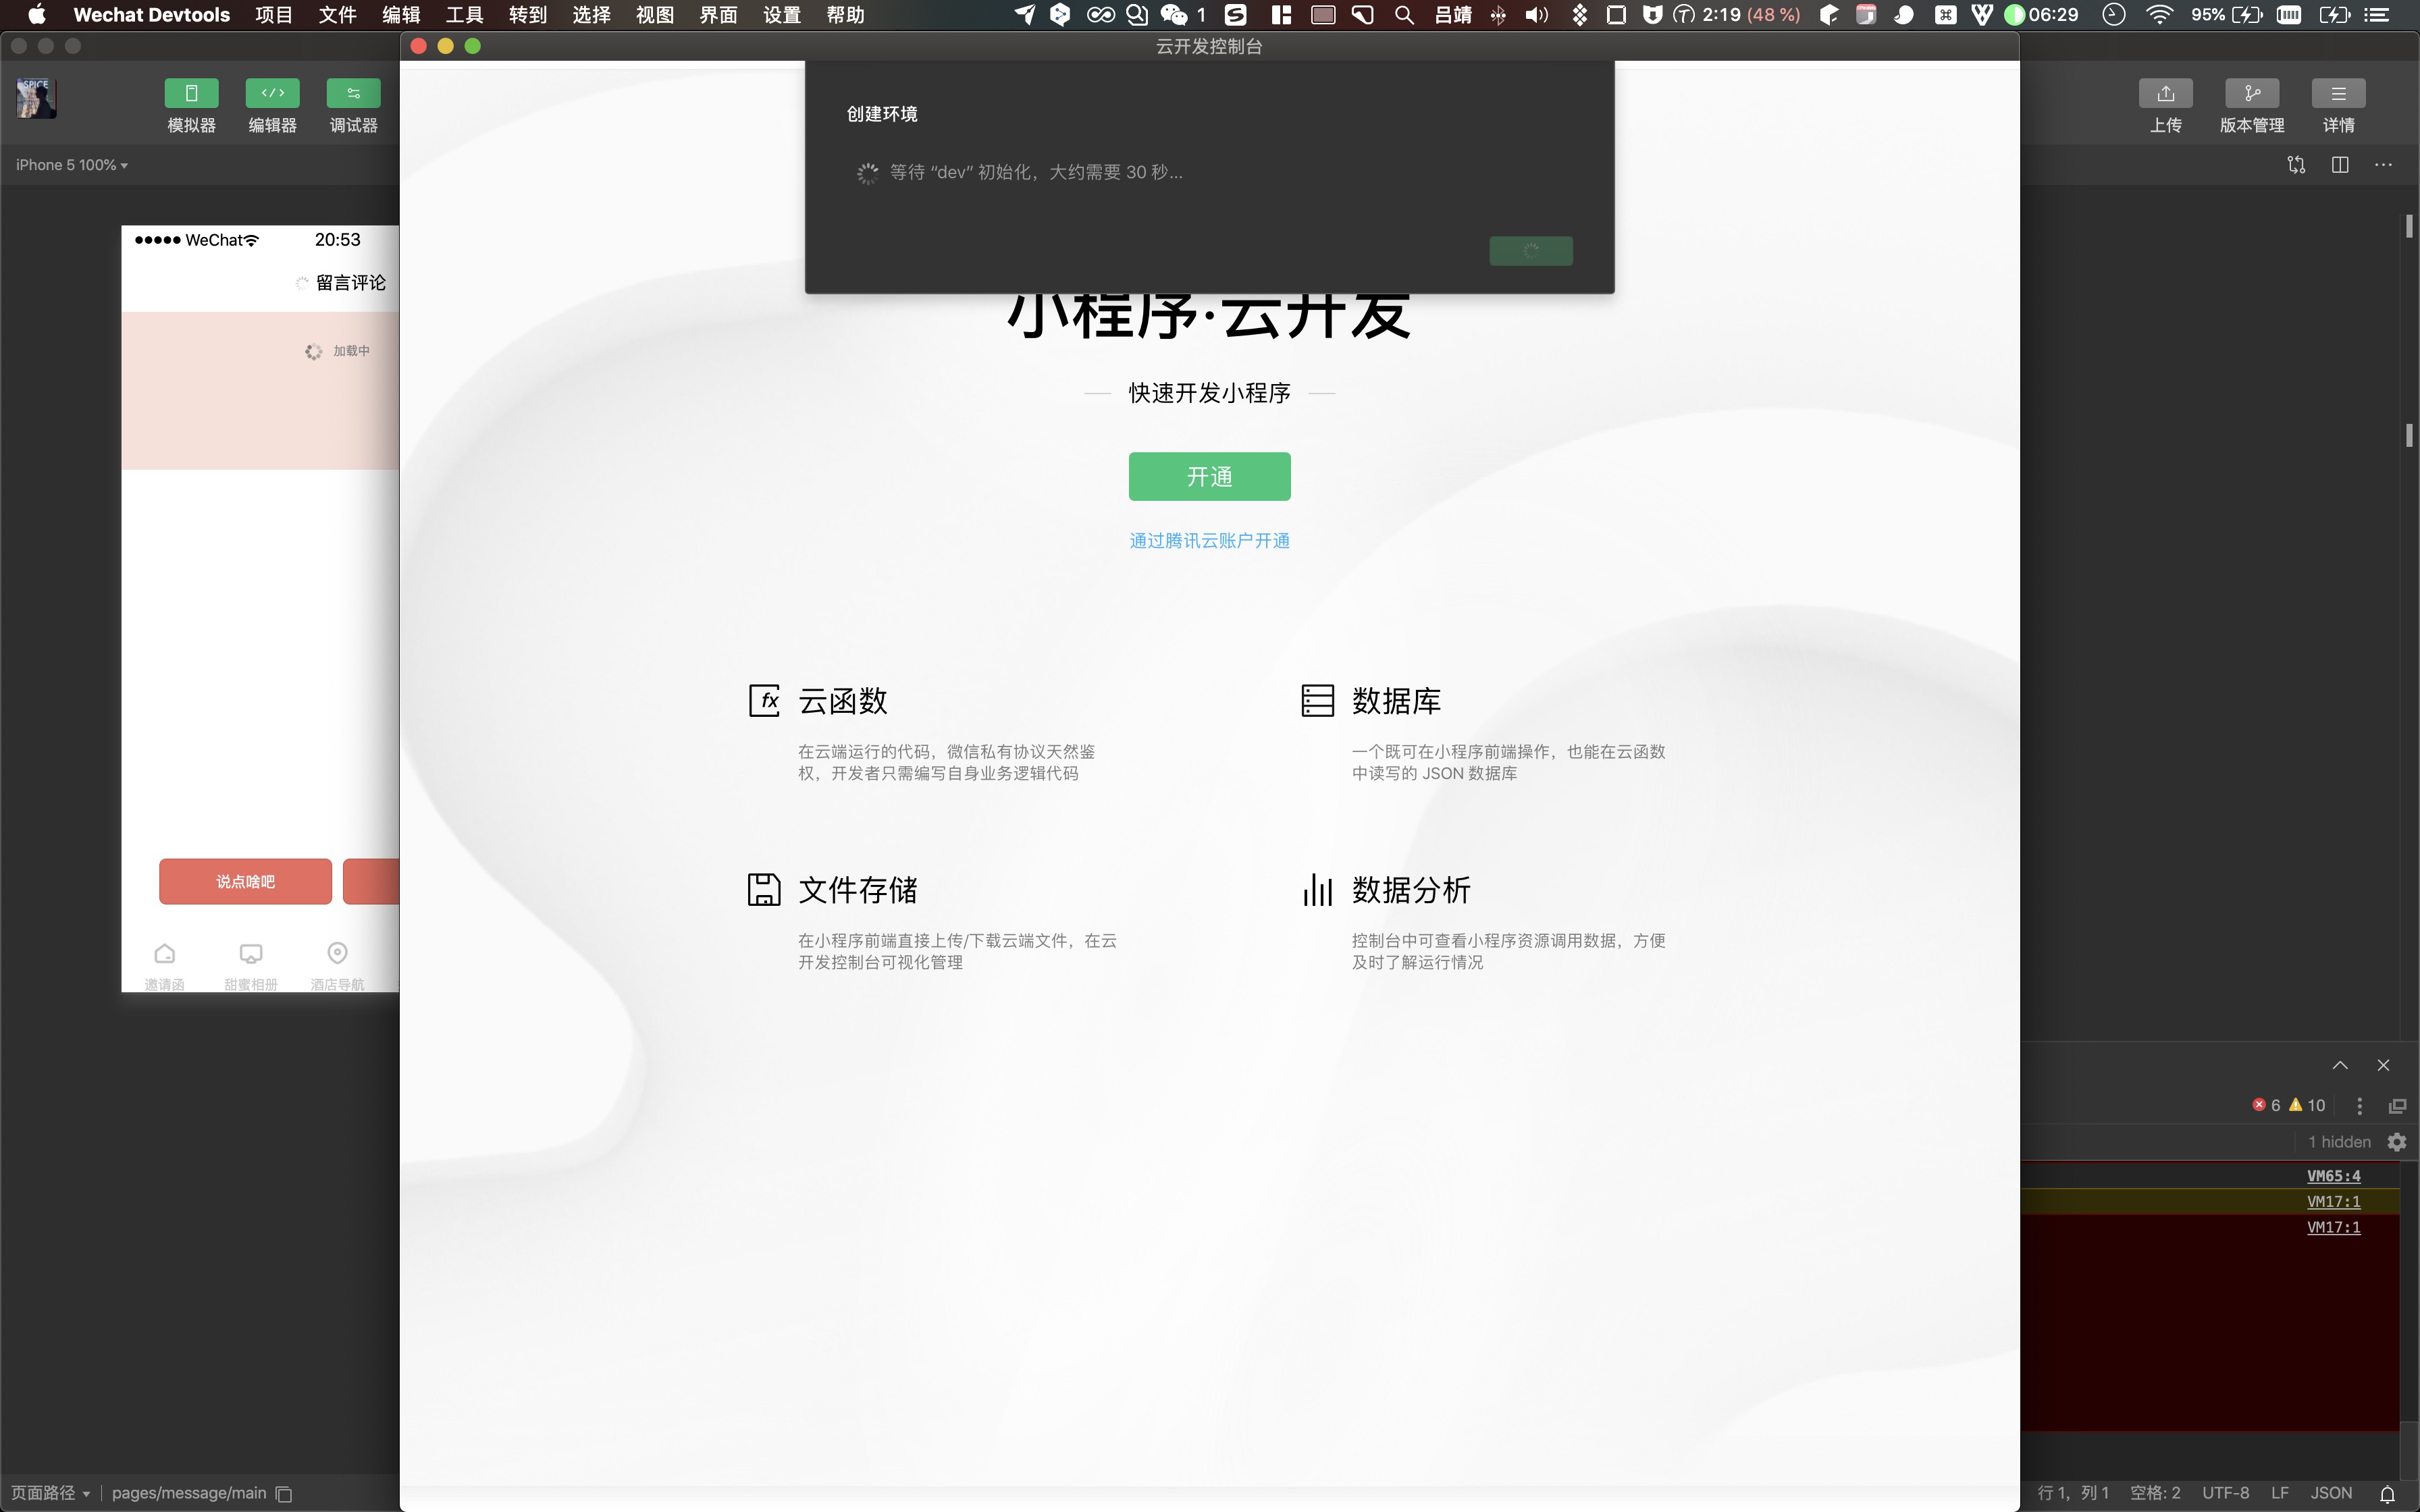 Wechat Devtools 项目 文件 编辑 工具 转到 选择 视图 界面 设置 帮助 1 吕靖 2:19 (48 %) 06:29 95%
云开发控制台
模拟器 编辑器 调试器
上传 版本管理 详情
iPhone 5 100%
创建环境
等待 “dev” 初始化，大约需要 30 秒...
WeChat 20:53
留言评论
加载中
说点啥吧
邀请函 甜蜜相册 酒店导航
小程序·云开发
快速开发小程序
开通
通过腾讯云账户开通
fx 云函数
在云端运行的代码，微信私有协议天然鉴
权，开发者只需编写自身业务逻辑代码
数据库
一个既可在小程序前端操作，也能在云函数
中读写的 JSON 数据库
文件存储
在小程序前端直接上传/下载云端文件，在云
开发控制台可视化管理
数据分析
控制台中可查看小程序资源调用数据，方便
及时了解运行情况
6 10
1 hidden
VM65:4
VM17:1
VM17:1
页面路径 pages/message/main
行 1，列 1 空格: 2 UTF-8 LF JSON